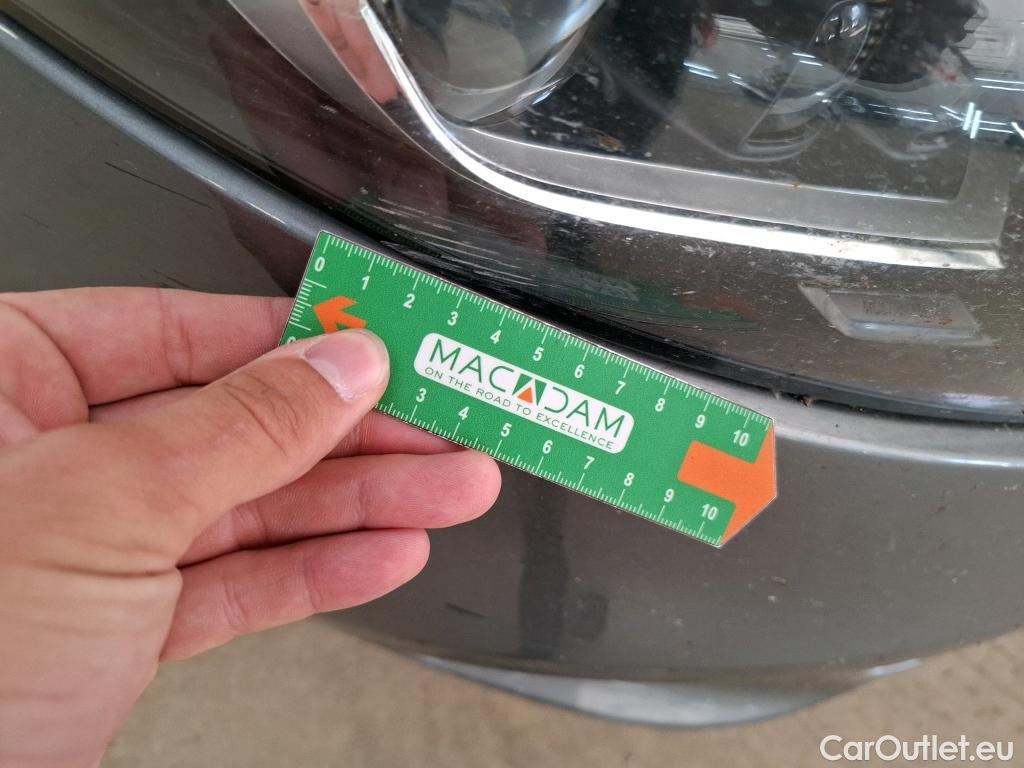 0 1 2 3 4 5 6 7 8 9 10
MACADAM
ON THE ROAD TO EXCELLENCE
3 4 5 6 7 8 9 10
CarOutlet.eu